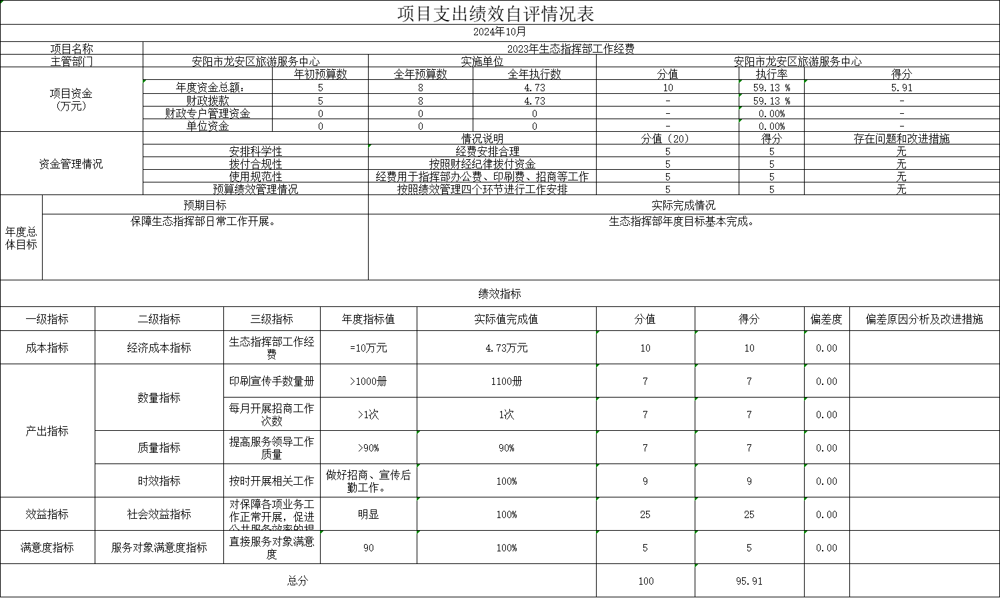 项目支出绩效自评情况表
2024年10月
项目名称 2023年生态指挥部工作经费
主管部门 安阳市龙安区旅游服务中心 实施单位 安阳市龙安区旅游服务中心
项目资金
(万元)
年初预算数 全年预算数 全年执行数 分值 执行率 得分
年度资金总额： 5 8 4.73 10 59.13 % 5.91
财政拨款 5 8 4.73 - 59.13 % -
财政专户管理资金 0 0 0 - 0.00% -
单位资金 0 0 0 - 0.00% -
资金管理情况
情况说明 分值（20） 得分 存在问题和改进措施
安排科学性 经费安排合理 5 5 无
拨付合规性 按照财经纪律拨付资金 5 5 无
使用规范性 经费用于指挥部办公费、印刷费、招商等工作 5 5 无
预算绩效管理情况 按照绩效管理四个环节进行工作安排 5 5 无
年度总
体目标
预期目标 实际完成情况
保障生态指挥部日常工作开展。 生态指挥部年度目标基本完成。
绩效指标
一级指标 二级指标 三级指标 年度指标值 实际值完成值 分值 得分 偏差度 偏差原因分析及改进措施
成本指标 经济成本指标 生态指挥部工作经
费 =10万元 4.73万元 10 10 0.00
产出指标 数量指标 印刷宣传手数量册 >1000册 1100册 7 7 0.00
每月开展招商工作
次数 >1次 1次 7 7 0.00
质量指标 提高服务领导工作
质量 >90% 90% 7 7 0.00
时效指标 按时开展相关工作 做好招商、宣传后
勤工作。 100% 9 9 0.00
效益指标 社会效益指标 对保障各项业务工
作正常开展，促进
公共服务效率的提 明显 100% 25 25 0.00
满意度指标 服务对象满意度指标 直接服务对象满意
度 90 100% 5 5 0.00
总分 100 95.91